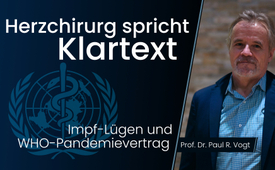 Herzchirurg spricht
Klartext
Impf-Lügen und
WHO-Pandemievertrag
Prof. Dr. Paul R. Vogt